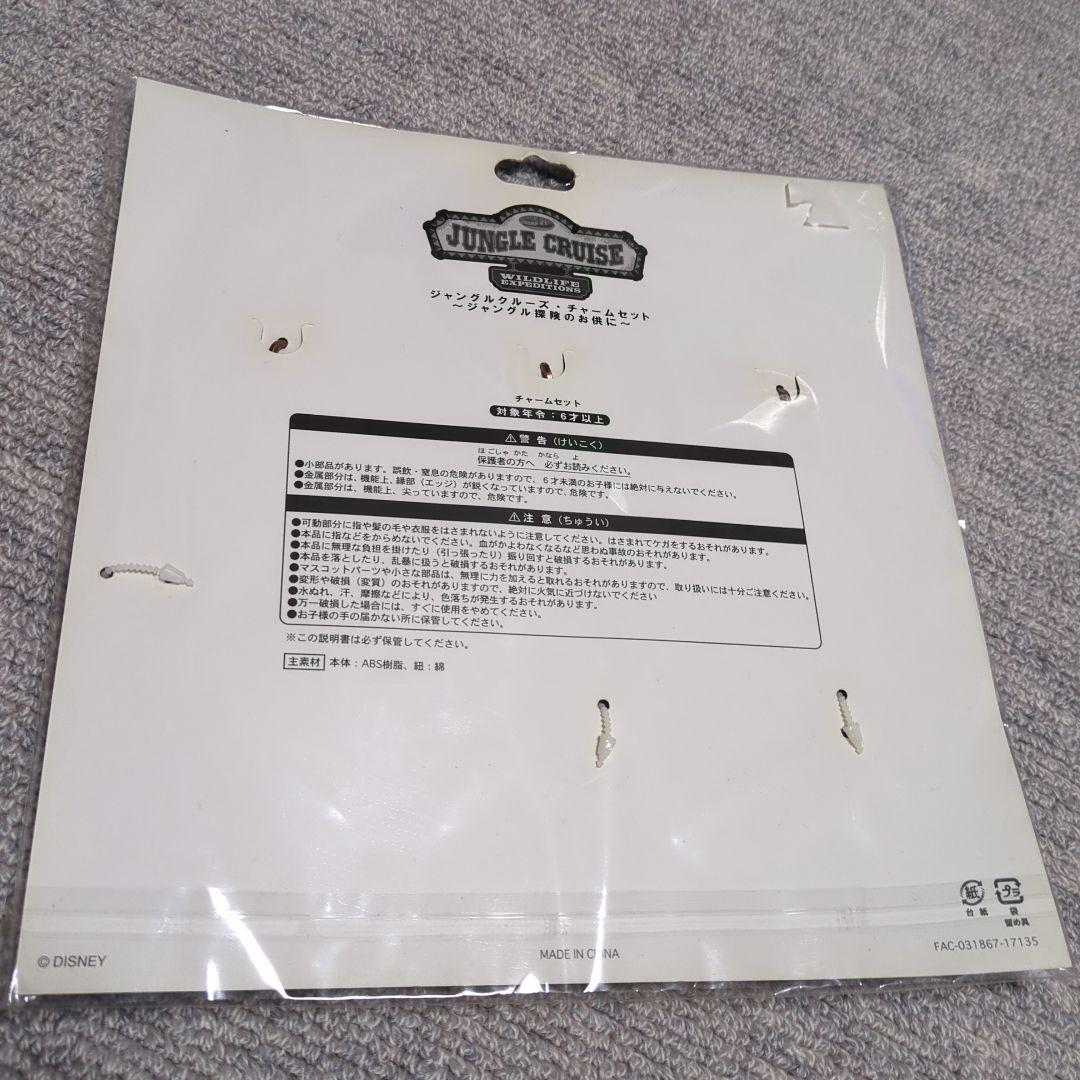 JUNGLE CRUISE
WILDLIFE
EXPEDITIONS
ジャングルクルーズ・チャームセット
～ジャングル探険のお供に～
チャームセット
対象年令：6才以上
⚠警 告（けいこく）
ほごしゃ かた かなら よ
保護者の方へ 必ずお読みください。
●小部品があります。誤飲・窒息の危険がありますので、6才未満のお子様には絶対に与えないでください。
●金属部分は、機能上、縁部（エッジ）が鋭くなっていますので、危険です。
●金属部分は、機能上、尖っていますので、危険です。
⚠注 意（ちゅうい）
●可動部分に指や髪の毛や衣服をはさまれないように注意してください。はさまれてケガをするおそれがあります。
●本品に指などをからめないでください。血がかよわなくなるなど思わぬ事故のおそれがあります。
●本品に無理な負担を掛けたり（引っ張ったり）振り回すと破損するおそれがあります。
●本品を落としたり、乱暴に扱うと破損するおそれがあります。
●マスコットパーツや小さな部品は、無理に力を加えると取れるおそれがありますので、取り扱いには十分ご注意ください。
●変形や破損（変質）のおそれがありますので、絶対に火気に近づけないでください
●水ぬれ、汗、摩擦などにより、色落ちが発生するおそれがあります。
●万一破損した場合には、すぐに使用をやめてください。
●お子様の手の届かない所に保管してください。
※この説明書は必ず保管してください。
主素材 本体：ABS樹脂、紐：綿
紙 プラ
台紙 袋
留め具
© DISNEY MADE IN CHINA FAC-031867-17135